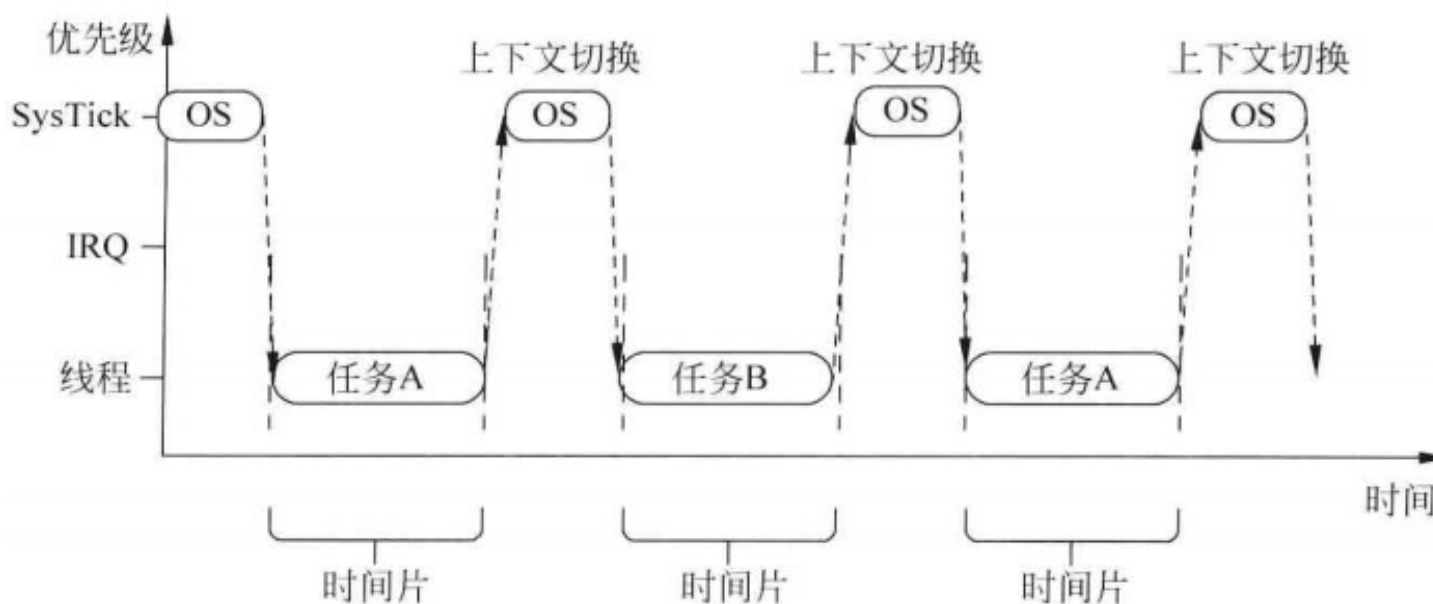 优先级
上下文切换
上下文切换
上下文切换
SysTick
OS
OS
OS
OS
IRQ
线程
任务A
任务B
任务A
时间
时间片
时间片
时间片